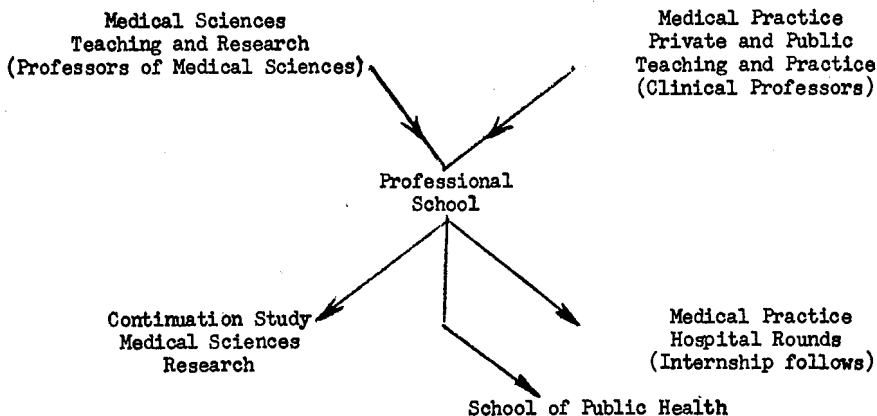 Medical Sciences
Teaching and Research
(Professors of Medical Sciences)
Medical Practice
Private and Public
Teaching and Practice
(Clinical Professors)
Professional
School
Continuation Study
Medical Sciences
Research
Medical Practice
Hospital Rounds
(Internship follows)
School of Public Health